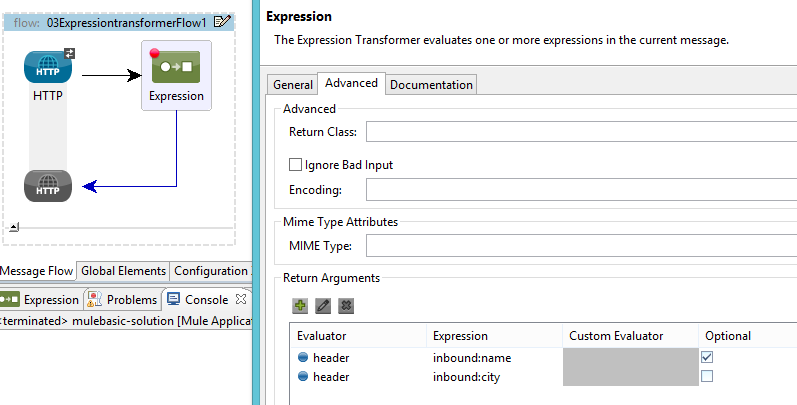 flow: 03ExpressiontransformerFlow1
HTTP
HTTP
Expression
HTTP
Message Flow Global Elements Configuration
Expression Problems Console
<terminated> mulebasic-solution [Mule Applica
Expression
The Expression Transformer evaluates one or more expressions in the current message.
General Advanced Documentation
Advanced
Return Class:
Ignore Bad Input
Encoding:
Mime Type Attributes
MIME Type:
Return Arguments
Evaluator Expression Custom Evaluator Optional
header inbound:name
header inbound:city